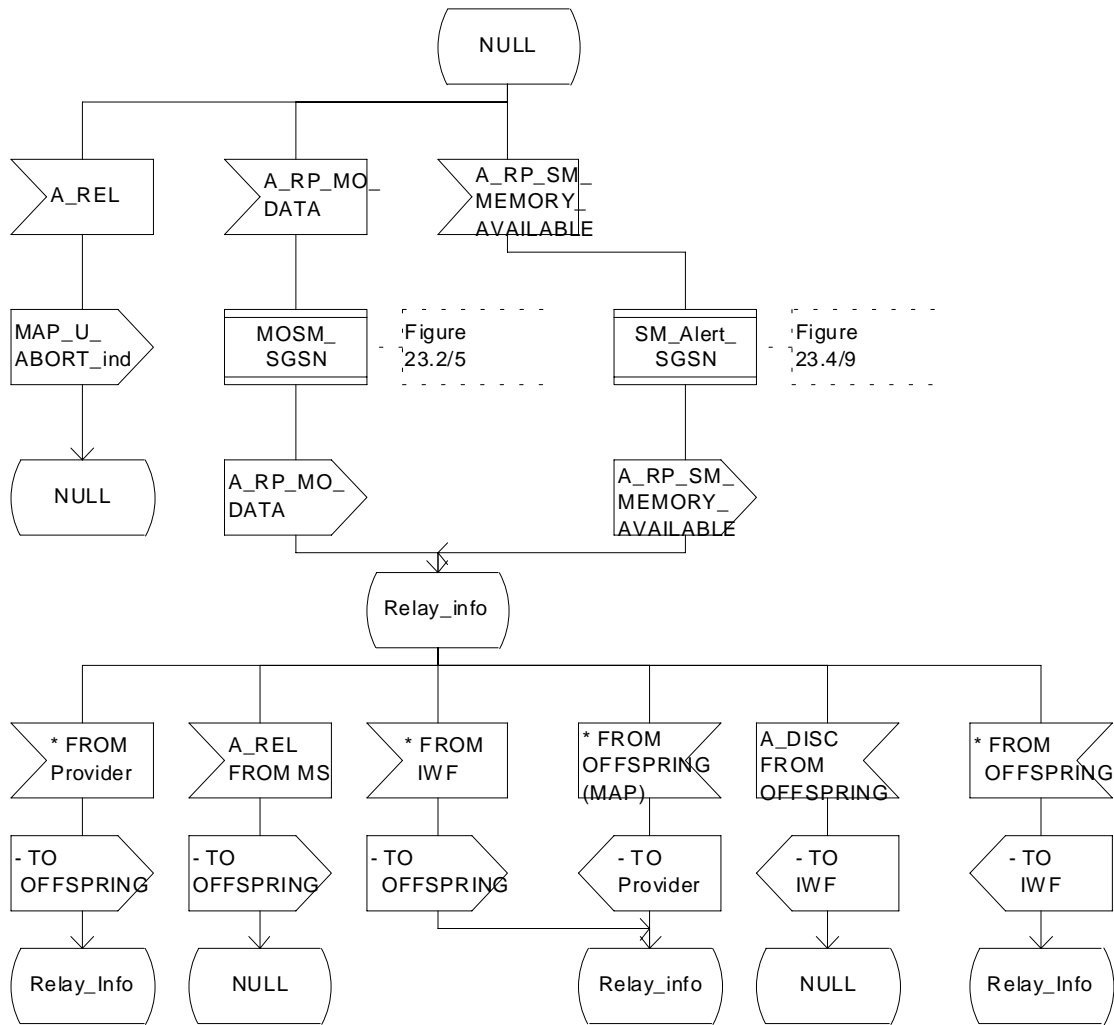 NULL
A_REL
A_RP_MO_
DATA
A_RP_SM_
MEMORY_
AVAILABLE
MAP_U_
ABORT_ind
MOSM_
SGSN
Figure
23.2/5
SM_Alert_
SGSN
Figure
23.4/9
NULL
A_RP_MO_
DATA
A_RP_SM_
MEMORY_
AVAILABLE
Relay_info
* FROM
Provider
A_REL
FROM MS
* FROM
IWF
* FROM
OFFSPRING
(MAP)
A_DISC
FROM
OFFSPRING
* FROM
OFFSPRING
- TO
OFFSPRING
- TO
OFFSPRING
- TO
OFFSPRING
- TO
Provider
- TO
IWF
- TO
IWF
Relay_Info
NULL
Relay_info
NULL
Relay_Info